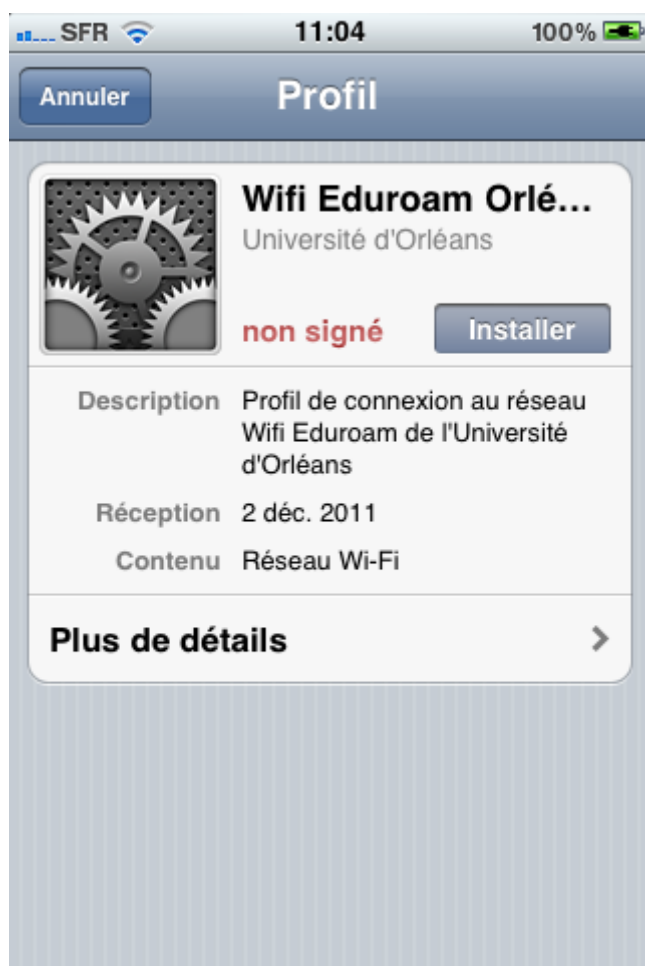 SFR 11:04 100%
Annuler Profil
Wifi Eduroam Orlé...
Université d'Orléans
non signé Installer
Description Profil de connexion au réseau
Wifi Eduroam de l'Université
d'Orléans
Réception 2 déc. 2011
Contenu Réseau Wi-Fi
Plus de détails